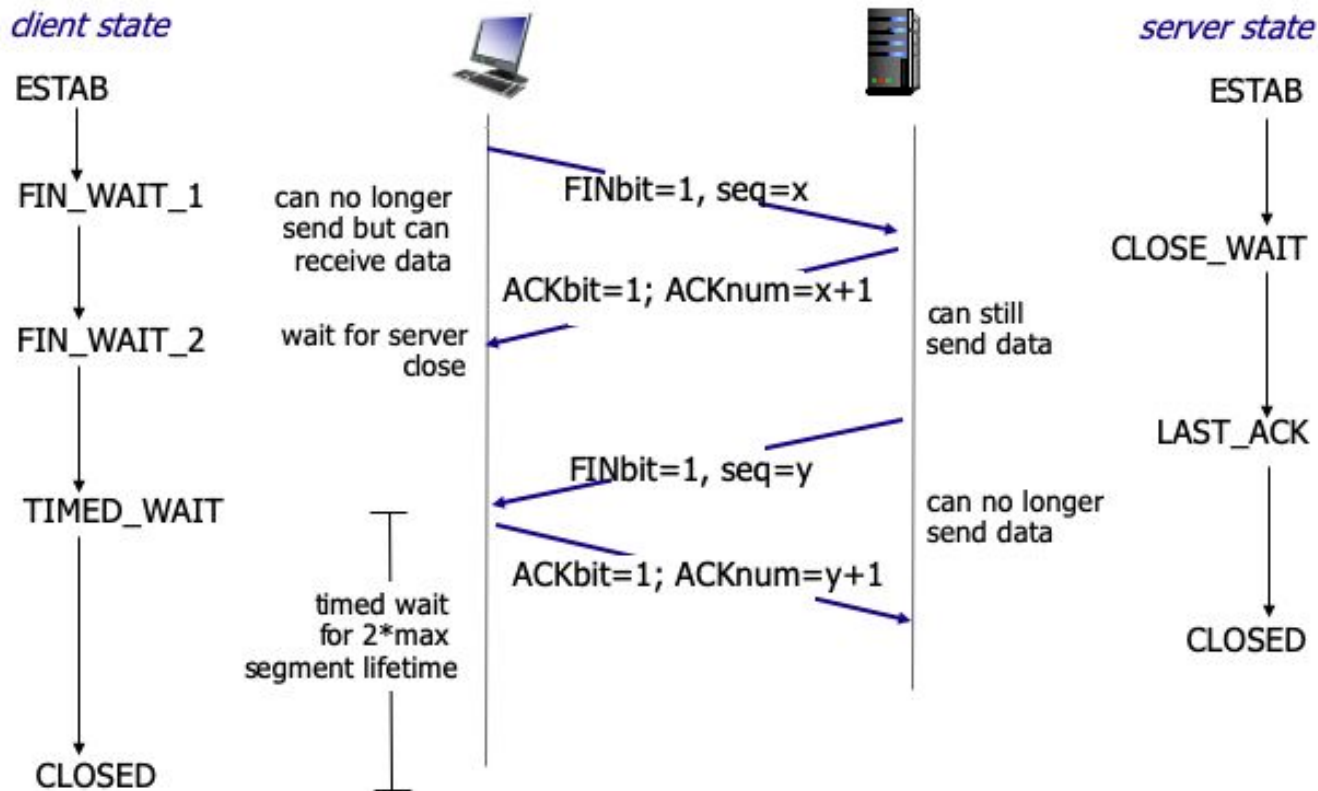 client state
server state
ESTAB
ESTAB
FIN_WAIT_1
can no longer
send but can
receive data
FINbit=1, seq=x
CLOSE_WAIT
ACKbit=1; ACKnum=x+1
FIN_WAIT_2
wait for server
close
can still
send data
LAST_ACK
FINbit=1, seq=y
TIMED_WAIT
can no longer
send data
ACKbit=1; ACKnum=y+1
timed wait
for 2*max
segment lifetime
CLOSED
CLOSED